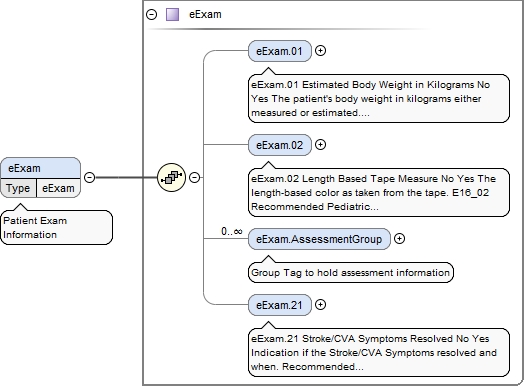 eExam
eExam.01
eExam.01 Estimated Body Weight in Kilograms No
Yes The patient's body weight in kilograms either
measured or estimated....
eExam.02
eExam.02 Length Based Tape Measure No Yes The
length-based color as taken from the tape. E16_02
Recommended Pediatric...
eExam
Type eExam
Patient Exam
Information
0..∞
eExam.AssessmentGroup
Group Tag to hold assessment information
eExam.21
eExam.21 Stroke/CVA Symptoms Resolved No Yes
Indication if the Stroke/CVA Symptoms resolved and
when. Recommended...